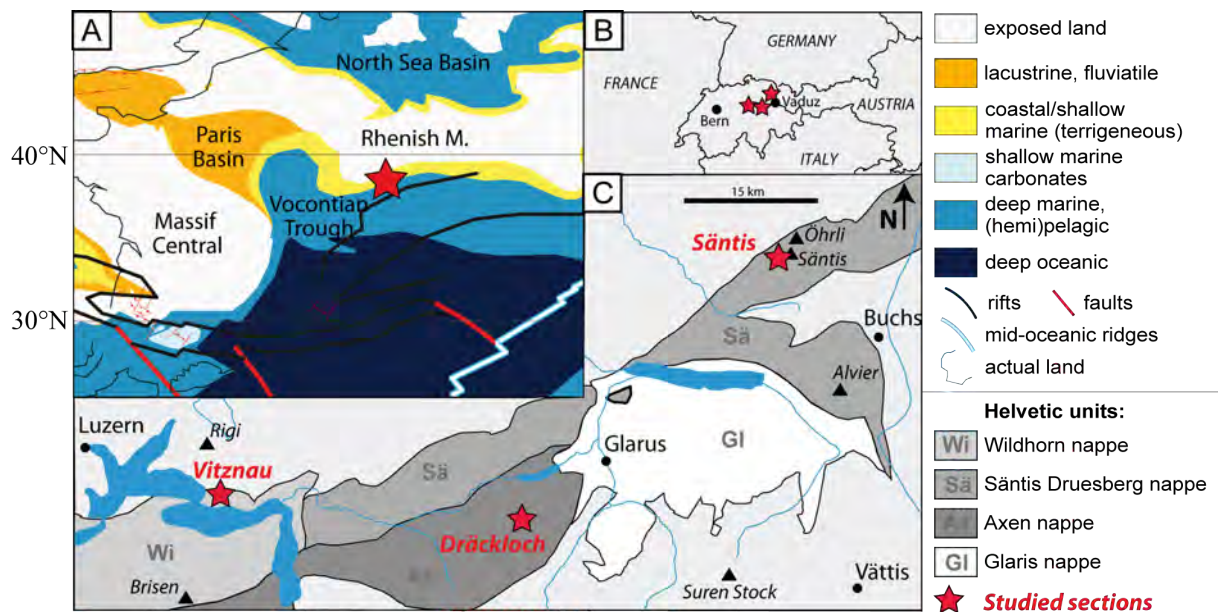 A
North Sea Basin
Paris
Basin
Rhenish M.
40°N
Vocontian
Trough
Massif
Central
30°N
B
GERMANY
FRANCE
Vaduz
Bern
AUSTRIA
ITALY
C
15 km
N
Säntis
Öhrli
Säntis
Buchs
Sä
Alvier
Luzern
Rigi
Vitznau
Sä
Glarus
Gl
Dräckloch
Wi
Ax
Brisen
Suren Stock
Vättis
exposed land
lacustrine, fluviatile
coastal/shallow
marine (terrigeneous)
shallow marine
carbonates
deep marine,
(hemi)pelagic
deep oceanic
rifts
faults
mid-oceanic ridges
actual land
Helvetic units:
Wi Wildhorn nappe
Sä Säntis Druesberg nappe
Ax Axen nappe
Gl Glaris nappe
Studied sections